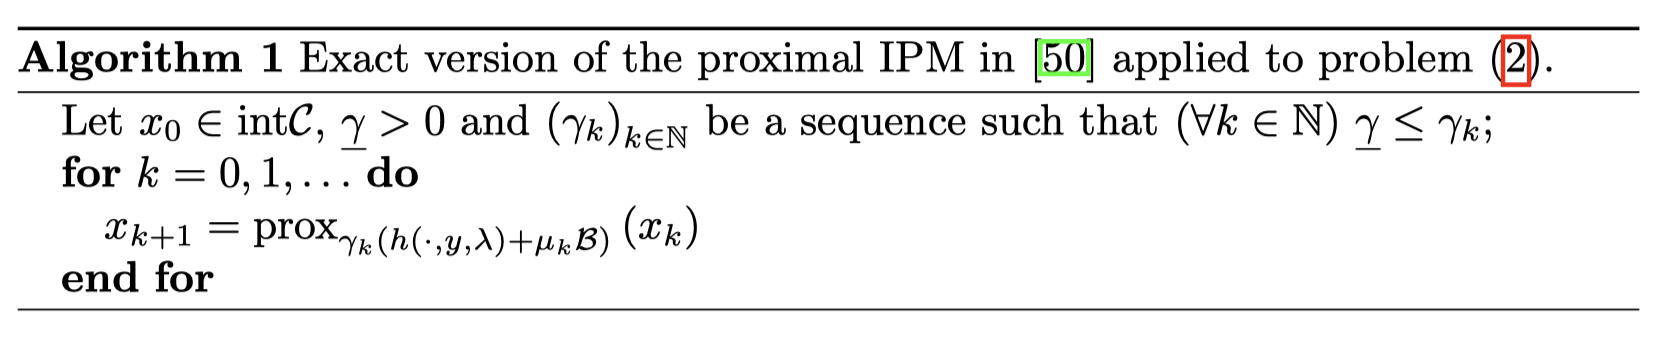 Algorithm 1 Exact version of the proximal IPM in [50] applied to problem (2).
Let x₀ ∈ int𝒞, γ̲ > 0 and (γₖ)ₖ∈ℕ be a sequence such that (∀k ∈ ℕ) γ̲ ≤ γₖ;
for k = 0, 1, . . . do
xₖ₊₁ = prox_{γₖ(h(·,y,λ)+μₖℬ)} (xₖ)
end for